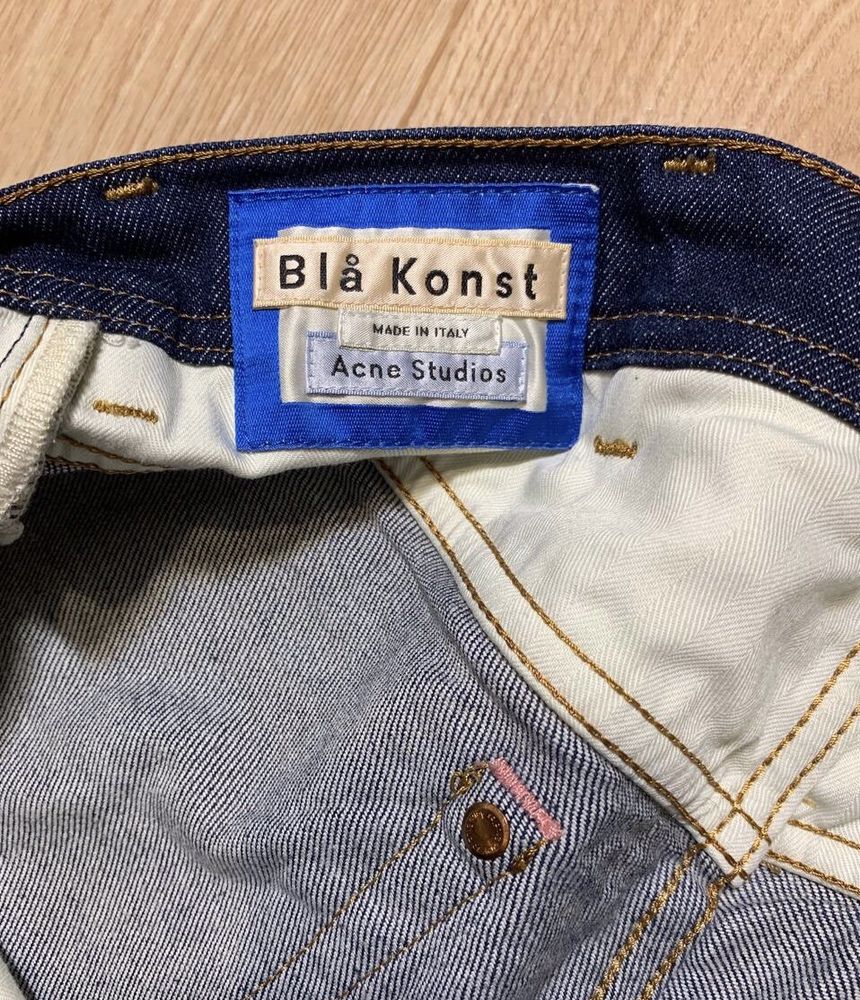 Blå Konst
MADE IN ITALY
Acne Studios